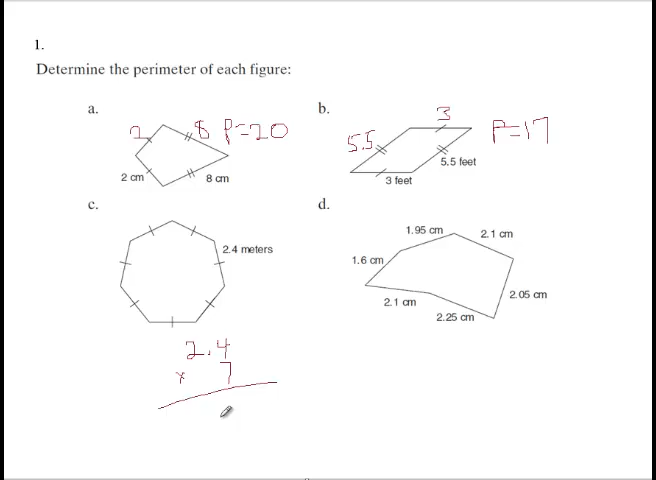 1.
Determine the perimeter of each figure:
a.
2 8 P=20
2 cm 8 cm
b.
3 P=17
5.5
5.5 feet
3 feet
c.
2.4 meters
2.4
x 7
d.
1.95 cm 2.1 cm
1.6 cm
2.05 cm
2.1 cm
2.25 cm